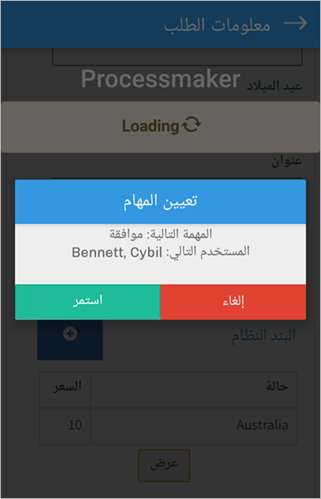 معلومات الطلب
Processmaker
عيد الميلاد
Loading
عنوان
تعيين المهام
المهمة التالية: موافقة
المستخدم التالي: Bennett, Cybil
إلغاء
استمر
البند النظام
حالة السعر
Australia 10
عرض